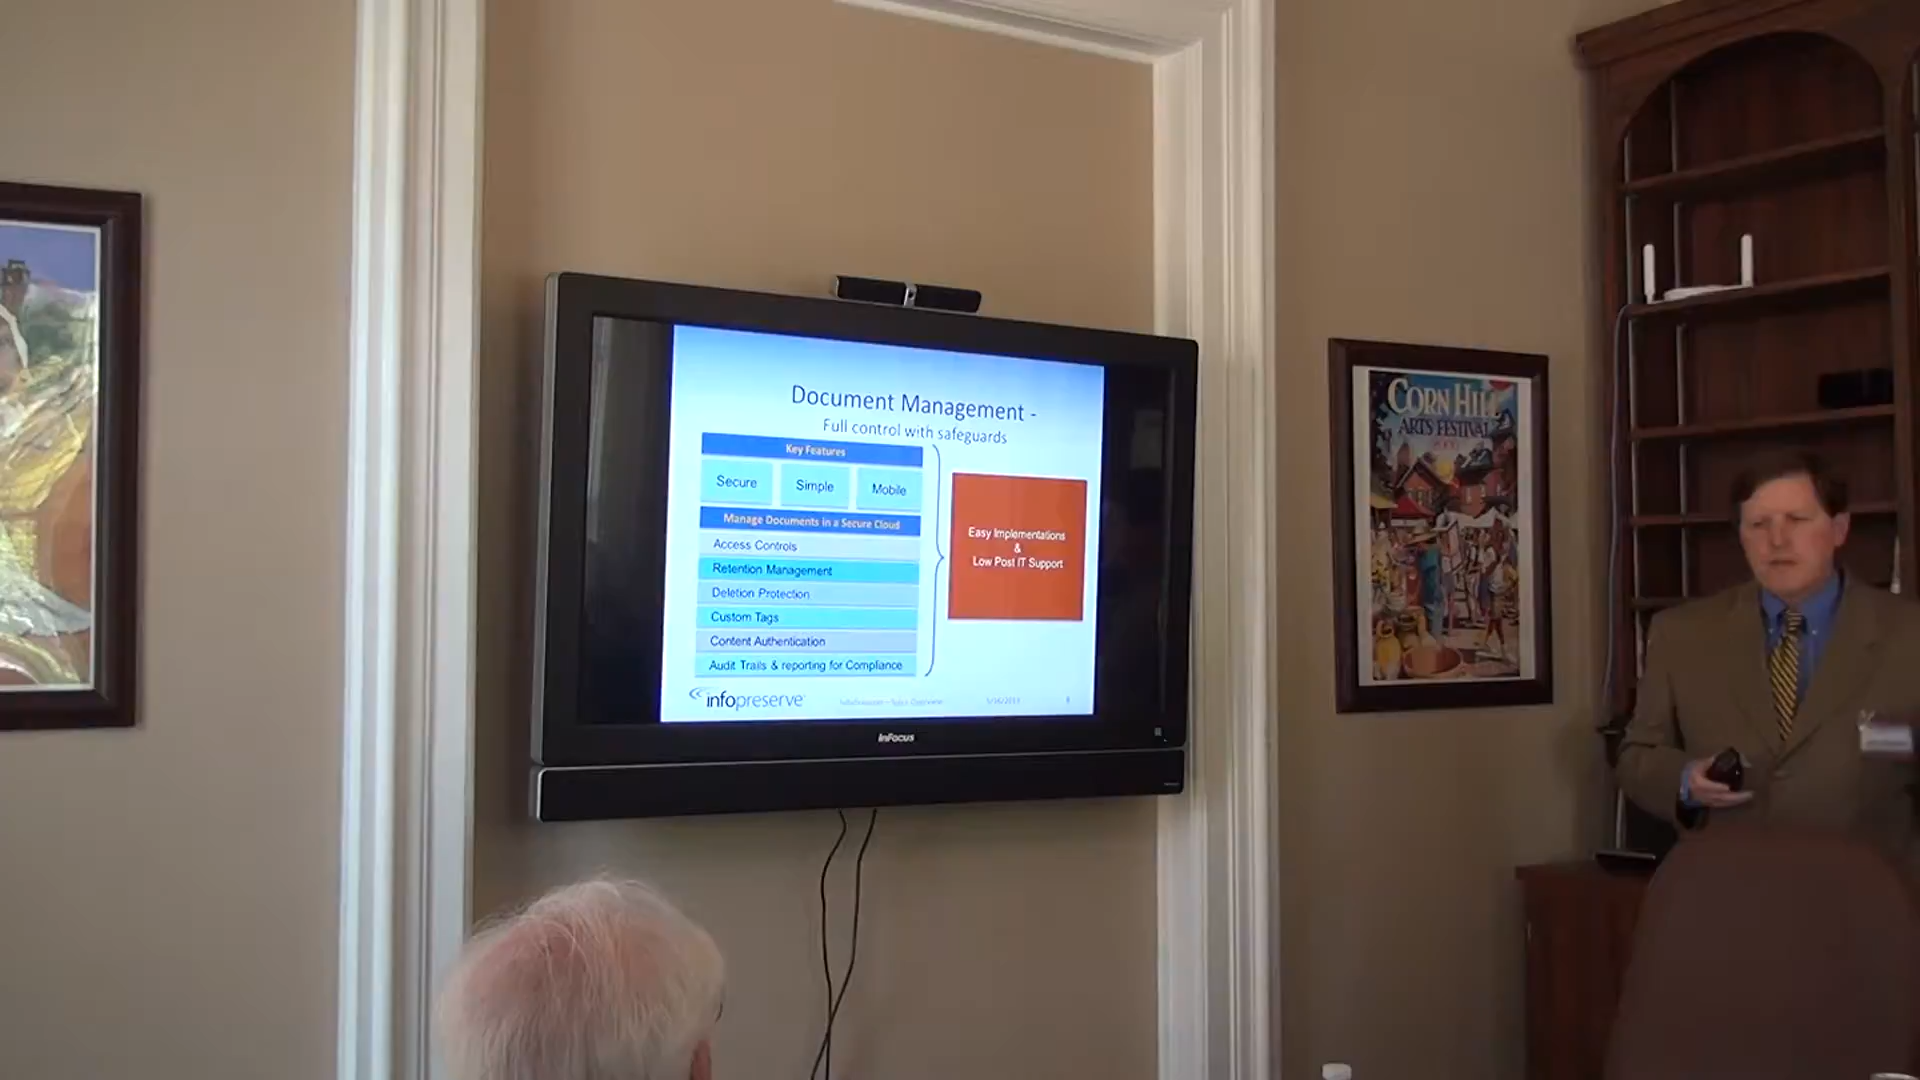 Document Management -
Full control with safeguards
Key Features
Secure
Simple
Mobile
Manage Documents in a Secure Cloud
Access Controls
Retention Management
Deletion Protection
Custom Tags
Content Authentication
Audit Trails & reporting for Compliance
Easy Implementations
&
Low Post IT Support
infopreserve
InFocus
CORN HILL
ARTS FESTIVAL